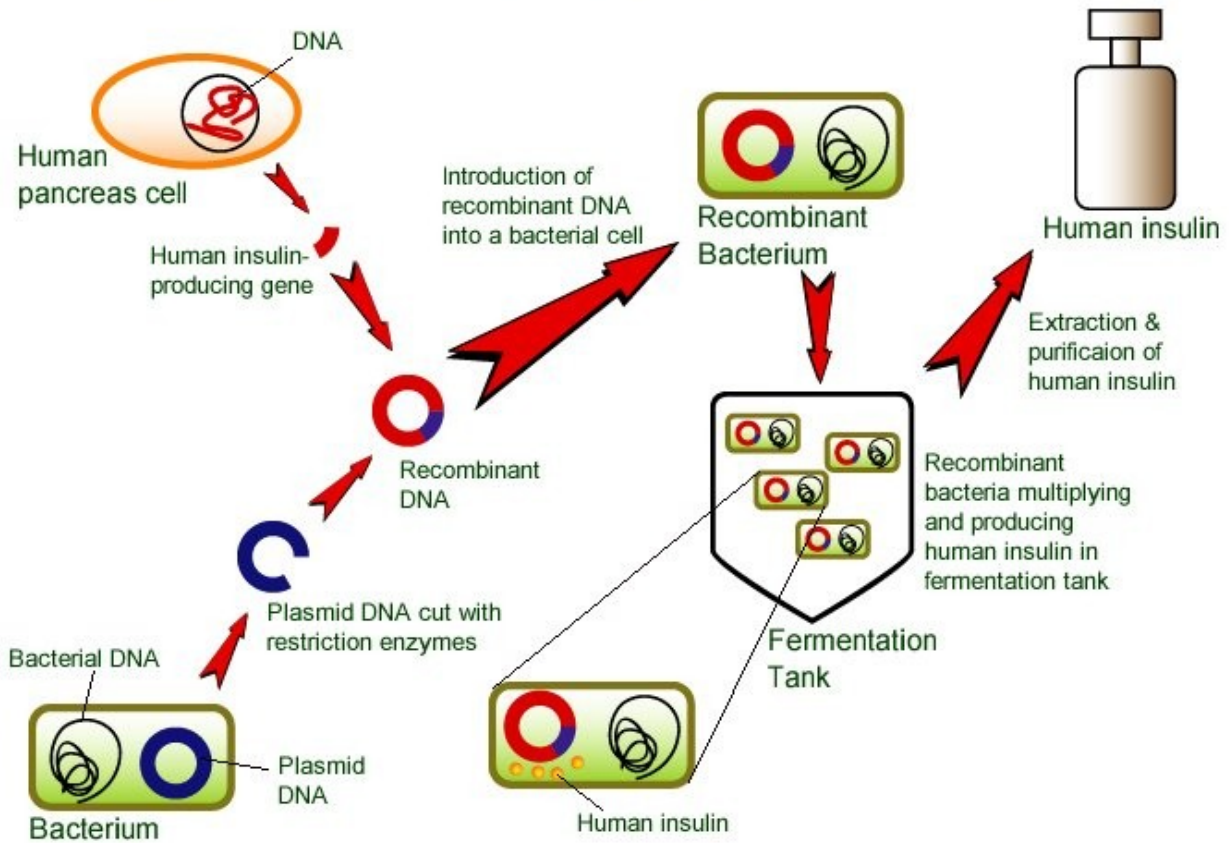 DNA
Human
pancreas cell
Human insulin-
producing gene
Introduction of
recombinant DNA
into a bacterial cell
Recombinant
Bacterium
Human insulin
Extraction &
purificaion of
human insulin
Recombinant
DNA
Plasmid DNA cut with
restriction enzymes
Recombinant
bacteria multiplying
and producing
human insulin in
fermentation tank
Fermentation
Tank
Bacterial DNA
Plasmid
DNA
Bacterium
Human insulin